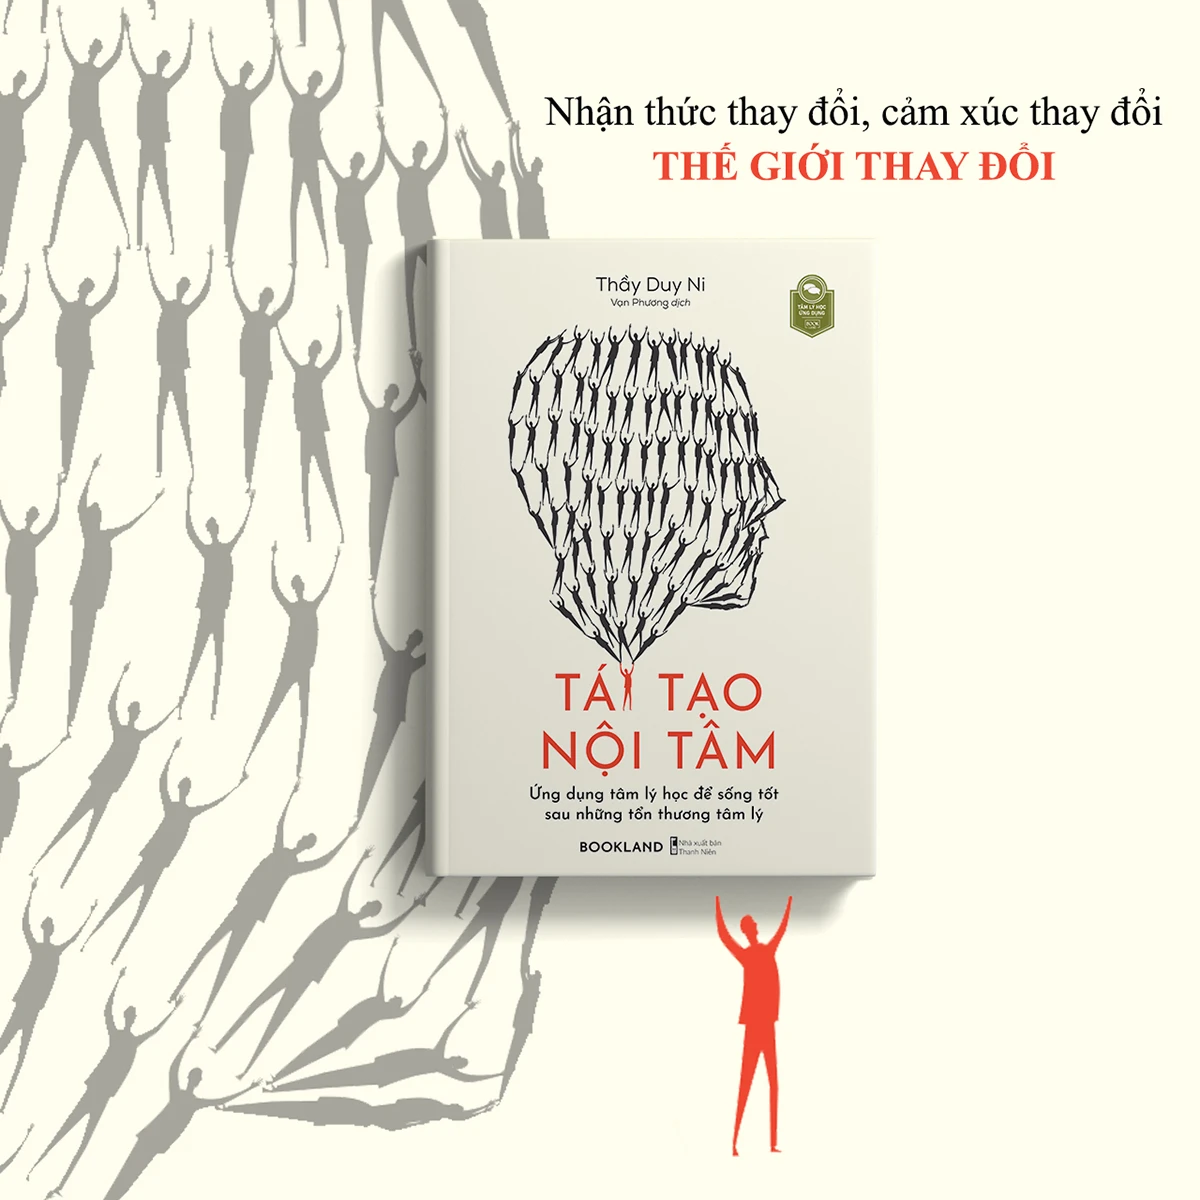 Nhận thức thay đổi, cảm xúc thay đổi
THẾ GIỚI THAY ĐỔI
Thầy Duy Ni
Vạn Phương dịch
TÂM LÝ HỌC
ỨNG DỤNG
TÁI TẠO
NỘI TÂM
Ứng dụng tâm lý học để sống tốt
sau những tổn thương tâm lý
BOOKLAND
Nhà xuất bản
Thanh Niên